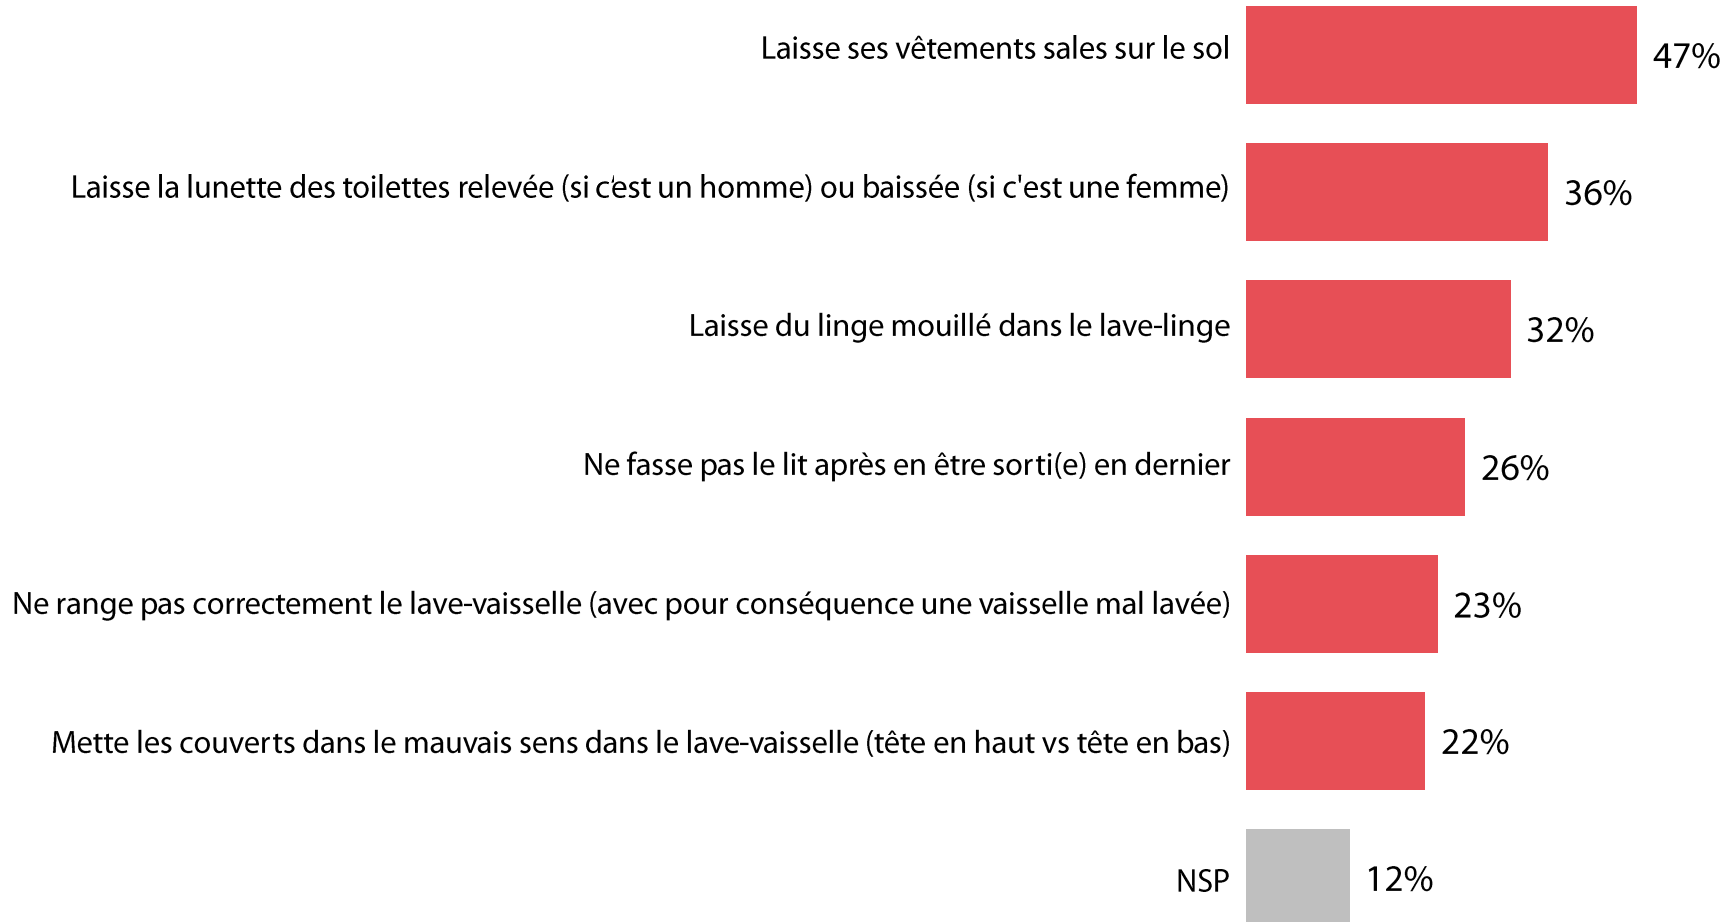 Laisse ses vêtements sales sur le sol 47%
Laisse la lunette des toilettes relevée (si c'est un homme) ou baissée (si c'est une femme) 36%
Laisse du linge mouillé dans le lave-linge 32%
Ne fasse pas le lit après en être sorti(e) en dernier 26%
Ne range pas correctement le lave-vaisselle (avec pour conséquence une vaisselle mal lavée) 23%
Mette les couverts dans le mauvais sens dans le lave-vaisselle (tête en haut vs tête en bas) 22%
NSP 12%